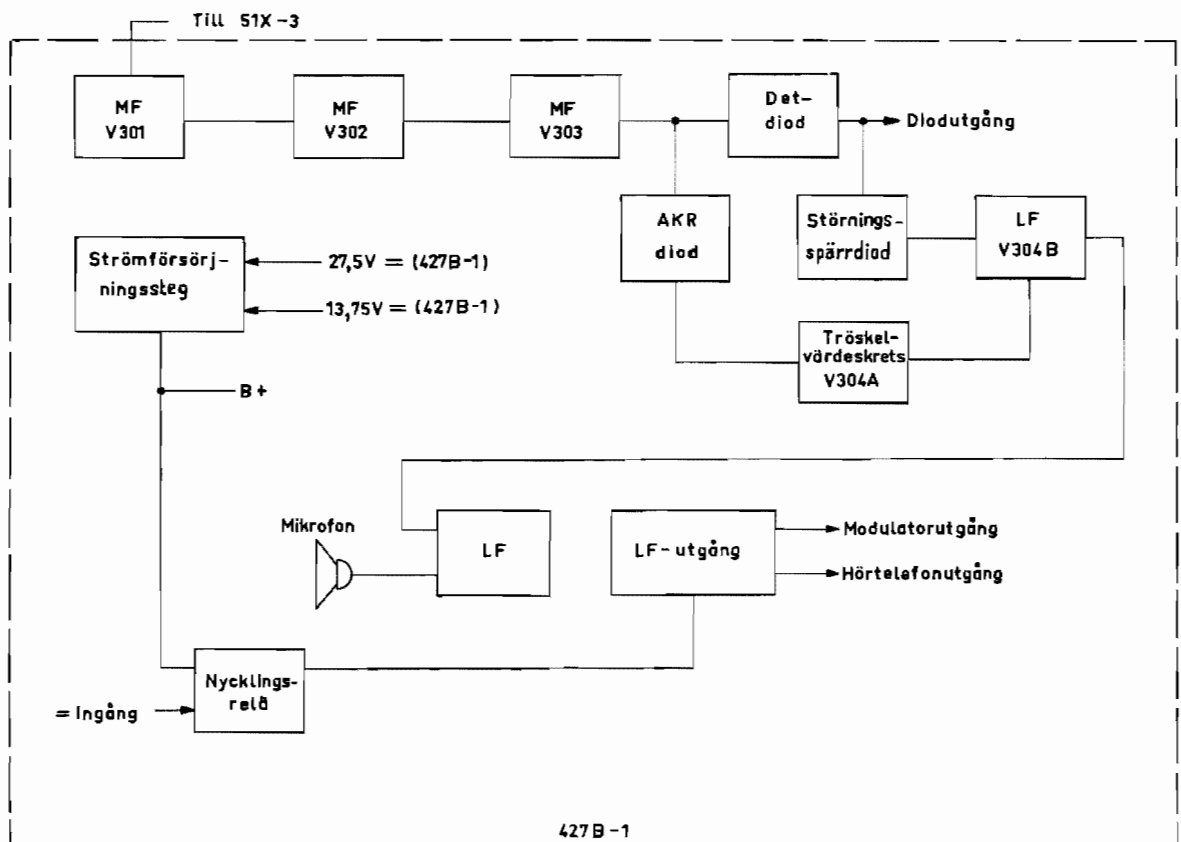 Till 51X-3
MF
V301
MF
V302
MF
V303
Det-
diod
Diodutgång
AKR
diod
Störnings-
spärrdiod
LF
V304B
Strömförsörj-
ningssteg
27,5V = (427B-1)
13,75V = (427B-1)
Tröskel-
värdeskrets
V304A
B+
Mikrofon
LF
LF-utgång
Modulatorutgång
Hörtelefonutgång
Nycklings-
relä
= Ingång
427B-1